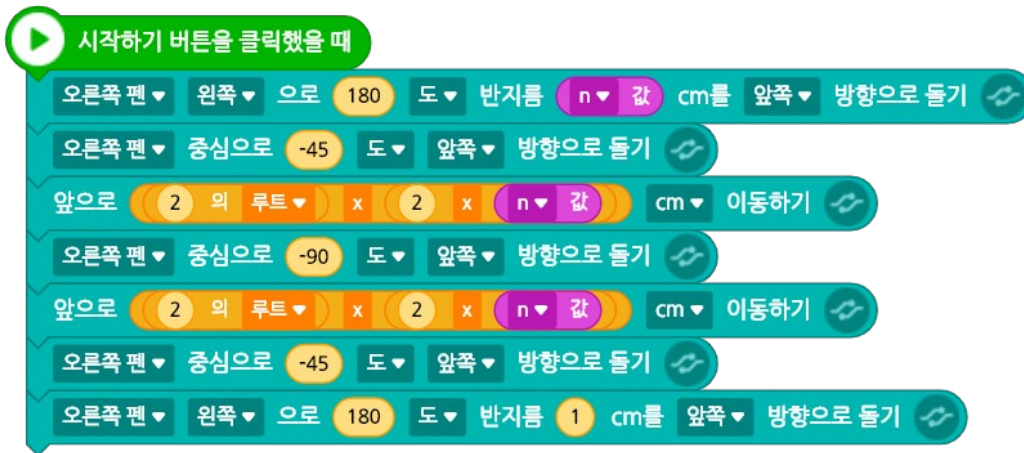 시작하기 버튼을 클릭했을 때
오른쪽 펜 왼쪽 으로 180 도 반지름 n 값 cm를 앞쪽 방향으로 돌기
오른쪽 펜 중심으로 -45 도 앞쪽 방향으로 돌기
앞으로 2 의 루트 x 2 x n 값 cm 이동하기
오른쪽 펜 중심으로 -90 도 앞쪽 방향으로 돌기
앞으로 2 의 루트 x 2 x n 값 cm 이동하기
오른쪽 펜 중심으로 -45 도 앞쪽 방향으로 돌기
오른쪽 펜 왼쪽 으로 180 도 반지름 1 cm를 앞쪽 방향으로 돌기